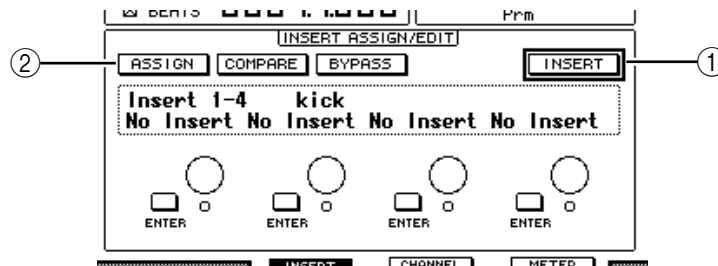 BEATS
Prm
INSERT ASSIGN/EDIT
2 ASSIGN COMPARE BYPASS INSERT 1
Insert 1-4 kick
No Insert No Insert No Insert No Insert
ENTER ENTER ENTER ENTER
INSERT CHANNEL METER